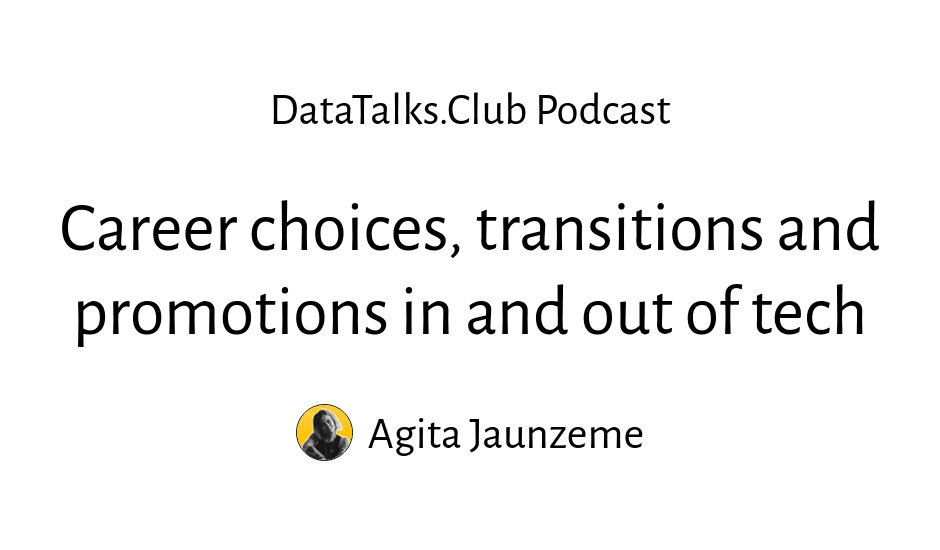 DataTalks.Club Podcast
Career choices, transitions and
promotions in and out of tech
Agita Jaunzeme